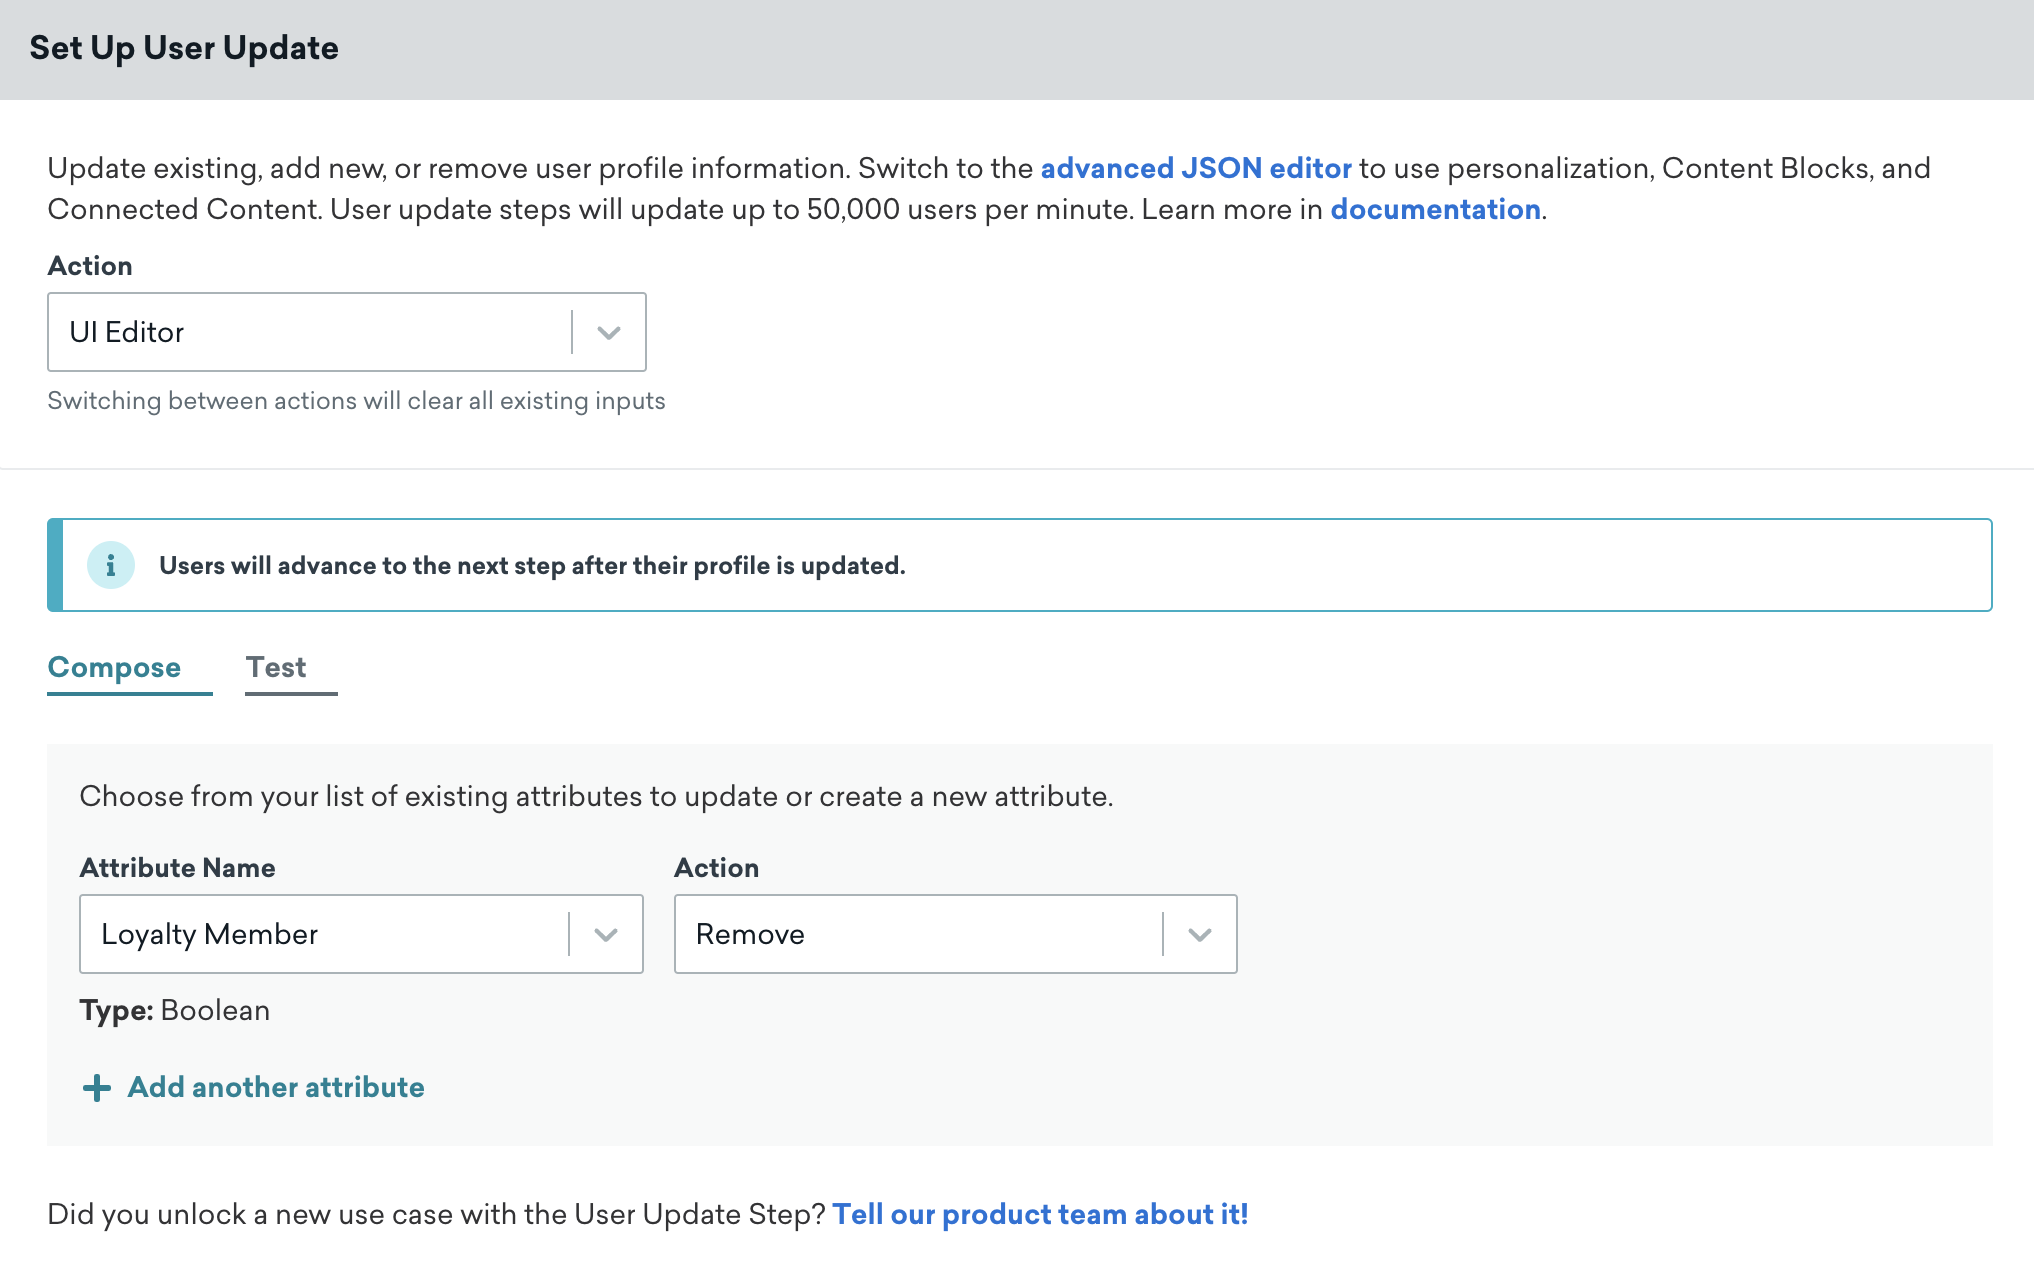 Set Up User Update
Update existing, add new, or remove user profile information. Switch to the advanced JSON editor to use personalization, Content Blocks, and
Connected Content. User update steps will update up to 50,000 users per minute. Learn more in documentation.
Action
UI Editor
Switching between actions will clear all existing inputs
Users will advance to the next step after their profile is updated.
Compose Test
Choose from your list of existing attributes to update or create a new attribute.
Attribute Name Action
Loyalty Member Remove
Type: Boolean
Add another attribute
Did you unlock a new use case with the User Update Step? Tell our product team about it!